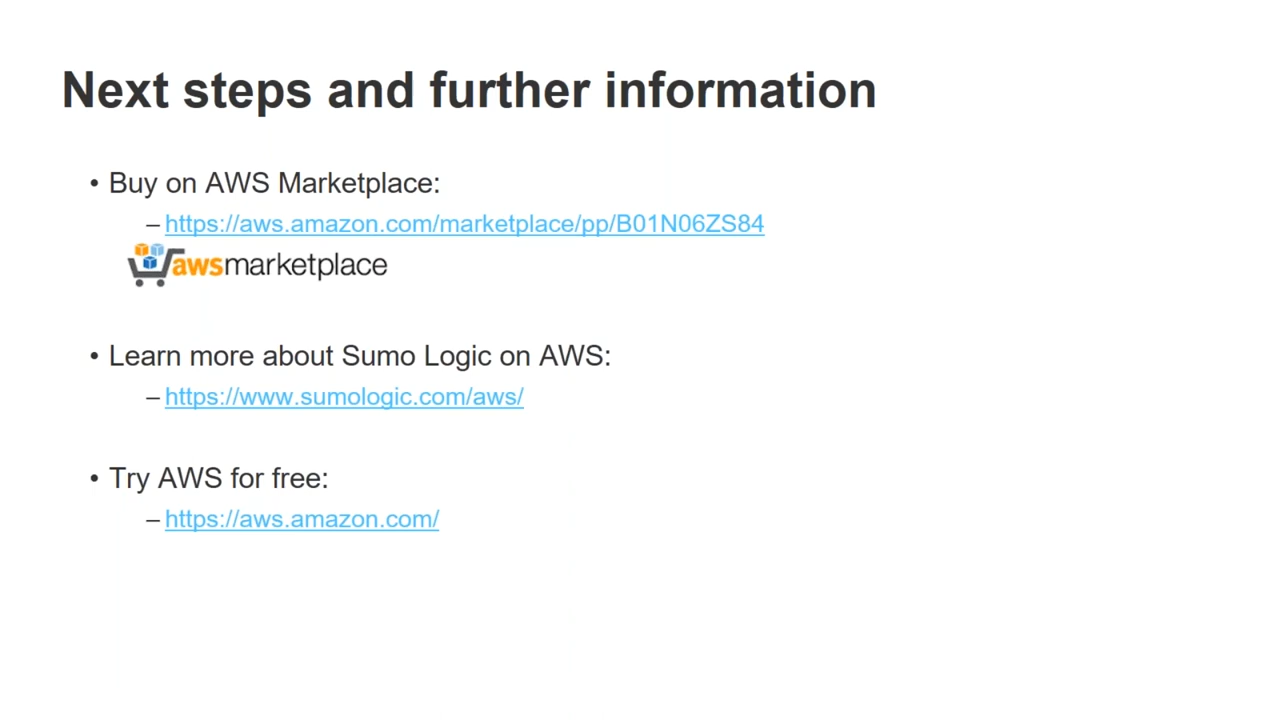 Next steps and further information
• Buy on AWS Marketplace:
– https://aws.amazon.com/marketplace/pp/B01N06ZS84
awsmarketplace
• Learn more about Sumo Logic on AWS:
– https://www.sumologic.com/aws/
• Try AWS for free:
– https://aws.amazon.com/